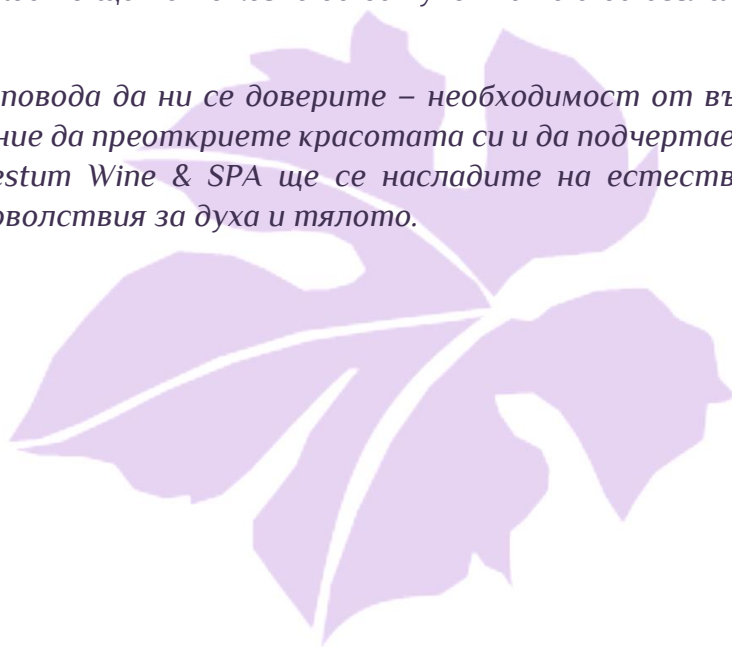 повода да ни се доверите – необходимост от въ
ние да преоткриете красотата си и да подчертае
estum Wine & SPA ще се насладите на естеств
оволствия за духа и тялото.